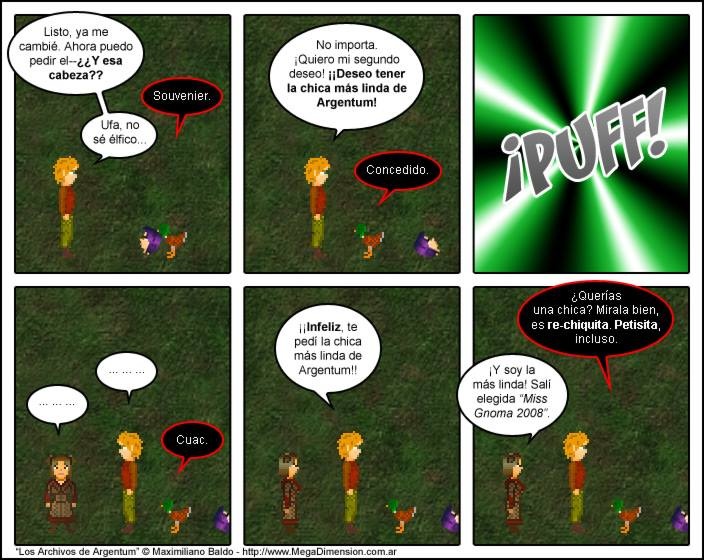 Listo, ya me
cambié. Ahora puedo
pedir el--¿¿Y esa
cabeza??
Souvenier.
Ufa, no
sé élfico...
No importa.
¡Quiero mi segundo
deseo! ¡¡Deseo tener
la chica más linda de
Argentum!
Concedido.
¡PUFF!
... ... ...
... ... ...
Cuac.
¡¡Infeliz, te
pedí la chica
más linda de
Argentum!!
¿Querías
una chica? Mirala bien,
es re-chiquita. Petisita,
incluso.
¡Y soy la
más linda! Salí
elegida “Miss
Gnoma 2008”.
“Los Archivos de Argentum” © Maximiliano Baldo - http://www.MegaDimension.com.ar